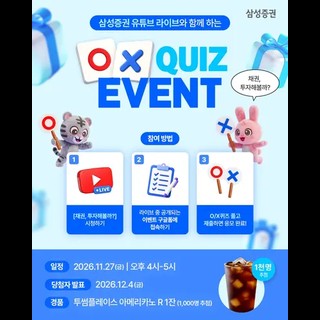 삼성증권
삼성증권 유튜브 라이브와 함께 하는
OX QUIZ
EVENT
채권,
투자해볼까?
참여 방법
1
2
3
LIVE
[채권, 투자해볼까?]
시청하기
라이브 중 공개되는
이벤트 구글폼에
접속하기
O/X퀴즈 풀고
제출하면 응모 완료!
일정 2026.11.27(금) | 오후 4시-5시
당첨자 발표 2026.12.4(금)
경품 투썸플레이스 아메리카노 R 1잔 (1,000명 추첨)
1천명
추첨